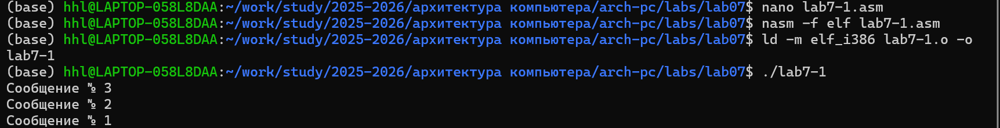 (base) hhl@LAPTOP-058L8DAA:~/work/study/2025-2026/архитектура компьютера/arch-pc/labs/lab07$ nano lab7-1.asm
(base) hhl@LAPTOP-058L8DAA:~/work/study/2025-2026/архитектура компьютера/arch-pc/labs/lab07$ nasm -f elf lab7-1.asm
(base) hhl@LAPTOP-058L8DAA:~/work/study/2025-2026/архитектура компьютера/arch-pc/labs/lab07$ ld -m elf_i386 lab7-1.o -o
lab7-1
(base) hhl@LAPTOP-058L8DAA:~/work/study/2025-2026/архитектура компьютера/arch-pc/labs/lab07$ ./lab7-1
Сообщение № 3
Сообщение № 2
Сообщение № 1